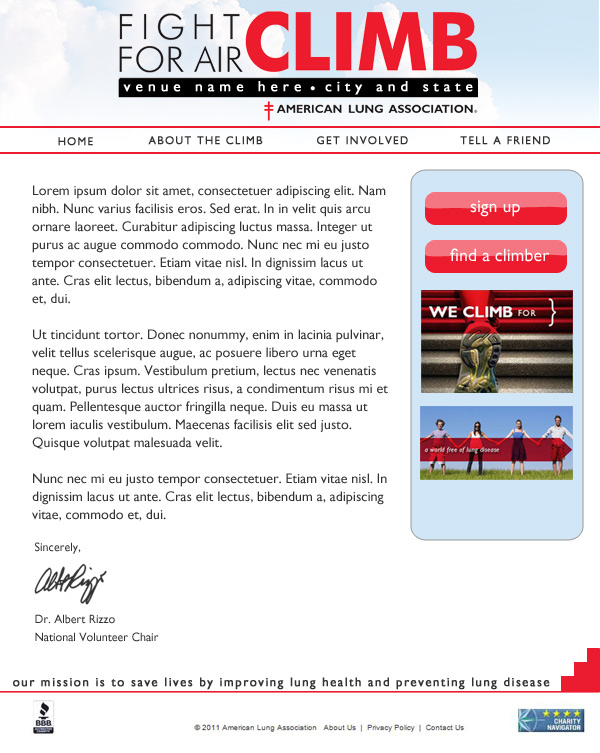 FIGHT
FOR AIR CLIMB
venue name here • city and state
AMERICAN LUNG ASSOCIATION®
HOME ABOUT THE CLIMB GET INVOLVED TELL A FRIEND
Lorem ipsum dolor sit amet, consectetuer adipiscing elit. Nam
nibh. Nunc varius facilisis eros. Sed erat. In in velit quis arcu
ornare laoreet. Curabitur adipiscing luctus massa. Integer ut
purus ac augue commodo commodo. Nunc nec mi eu justo
tempor consectetuer. Etiam vitae nisl. In dignissim lacus ut
ante. Cras elit lectus, bibendum a, adipiscing vitae, commodo
et, dui.
Ut tincidunt tortor. Donec nonummy, enim in lacinia pulvinar,
velit tellus scelerisque augue, ac posuere libero urna eget
neque. Cras ipsum. Vestibulum pretium, lectus nec venenatis
volutpat, purus lectus ultrices risus, a condimentum risus mi et
quam. Pellentesque auctor fringilla neque. Duis eu massa ut
lorem iaculis vestibulum. Maecenas facilisis elit sed justo.
Quisque volutpat malesuada velit.
Nunc nec mi eu justo tempor consectetuer. Etiam vitae nisl. In
dignissim lacus ut ante. Cras elit lectus, bibendum a, adipiscing
vitae, commodo et, dui.
Sincerely,
Dr. Albert Rizzo
National Volunteer Chair
sign up
find a climber
WE CLIMB FOR }
a world free of lung disease
our mission is to save lives by improving lung health and preventing lung disease
BBB
© 2011 American Lung Association About Us | Privacy Policy | Contact Us
CHARITY
NAVIGATOR